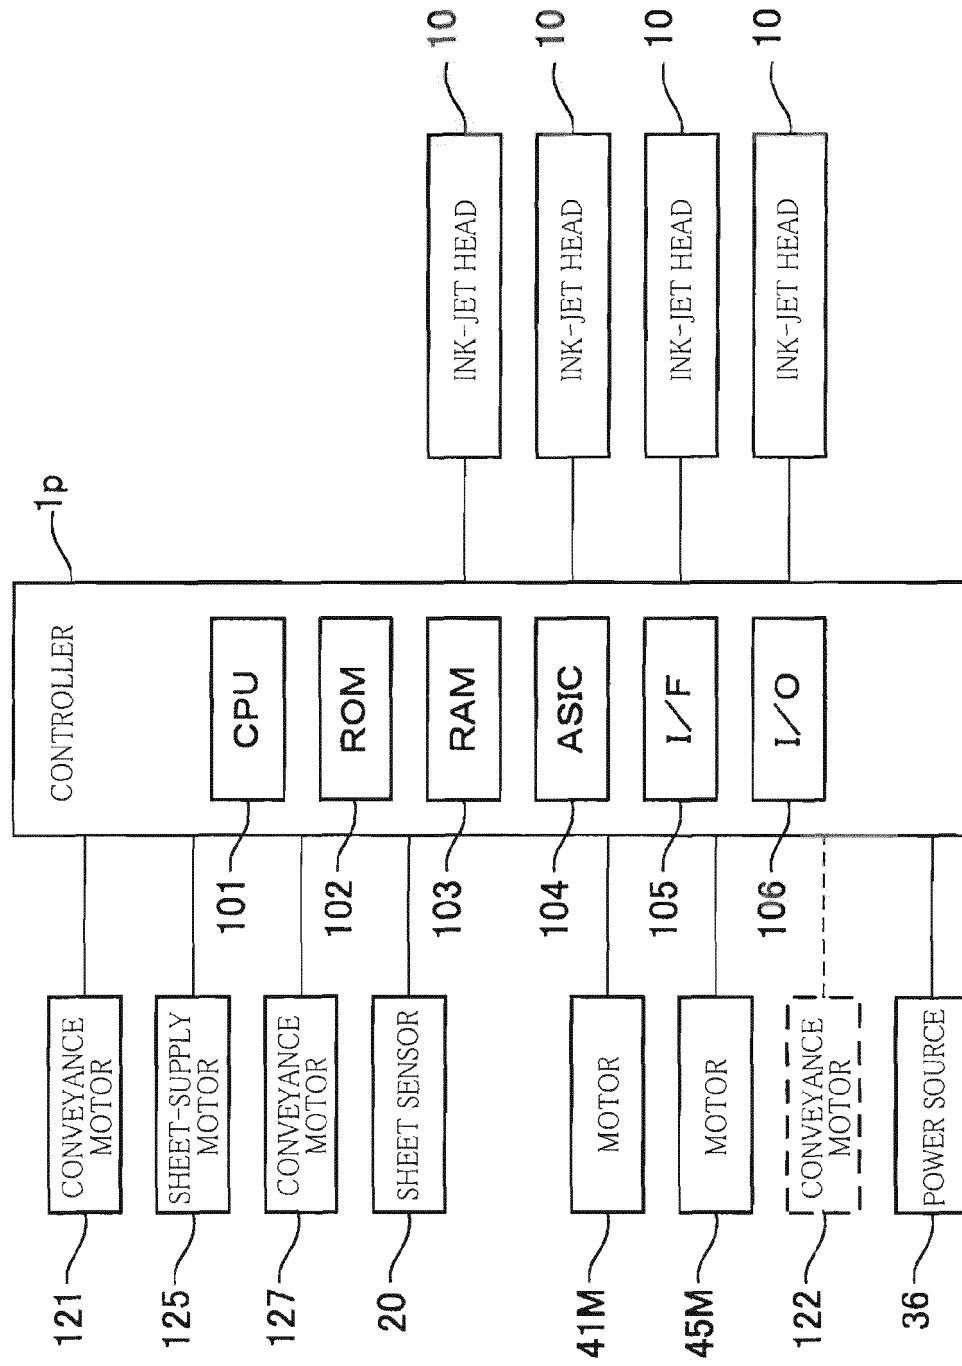 121
CONVEYANCE
MOTOR
125
SHEET-SUPPLY
MOTOR
127
CONVEYANCE
MOTOR
20
SHEET SENSOR
41M
MOTOR
45M
MOTOR
122
CONVEYANCE
MOTOR
36
POWER SOURCE
1p
CONTROLLER
101
CPU
102
ROM
103
RAM
104
ASIC
105
I/F
106
I/O
INK-JET HEAD
10
INK-JET HEAD
10
INK-JET HEAD
10
INK-JET HEAD
10